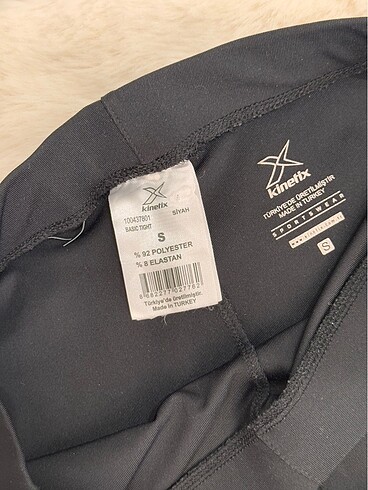 kinetix
100437801
SİYAH
BASIC TIGHT
S
% 92 POLYESTER
% 8 ELASTAN
Türkiye'de üretilmiştir
Made in TURKEY
kinetix
TÜRKİYE'DE ÜRETİLMİŞTİR
MADE IN TURKEY
SPORTSWEAR
S